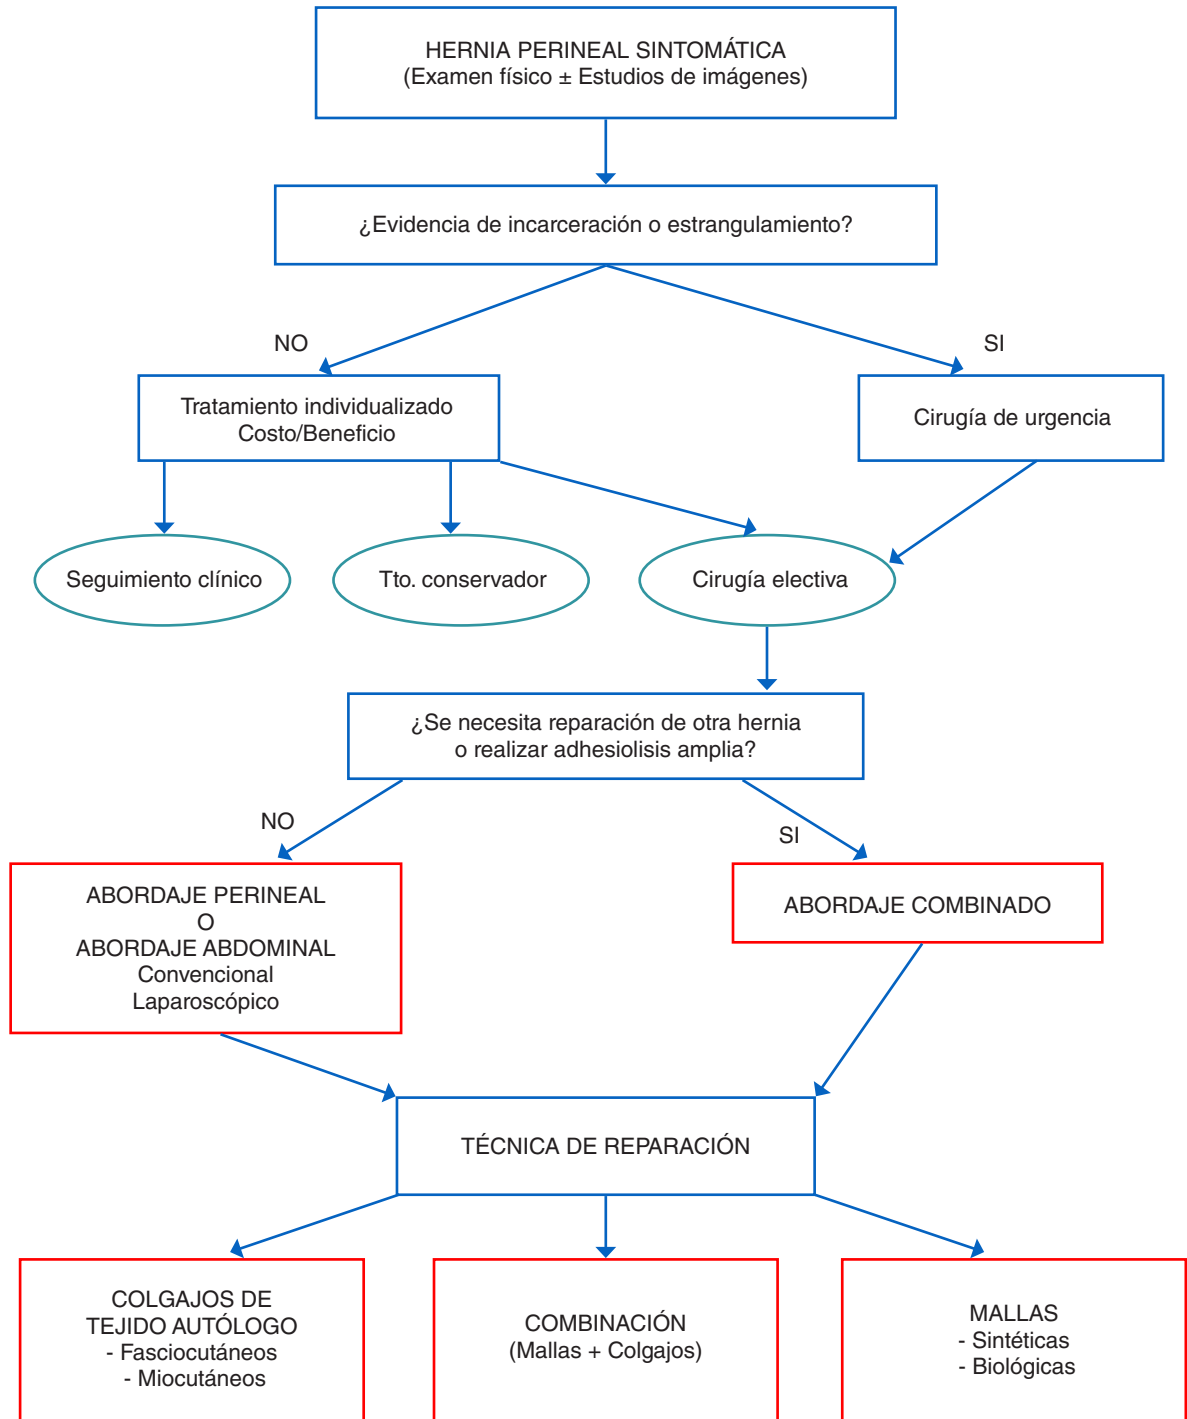 HERNIA PERINEAL SINTOMÁTICA
(Examen físico ± Estudios de imágenes)
¿Evidencia de incarceración o estrangulamiento?
NO
SI
Tratamiento individualizado
Costo/Beneficio
Cirugía de urgencia
Seguimiento clínico
Tto. conservador
Cirugía electiva
¿Se necesita reparación de otra hernia
o realizar adhesiolisis amplia?
NO
SI
ABORDAJE PERINEAL
O
ABORDAJE ABDOMINAL
Convencional
Laparoscópico
ABORDAJE COMBINADO
TÉCNICA DE REPARACIÓN
COLGAJOS DE
TEJIDO AUTÓLOGO
- Fasciocutáneos
- Miocutáneos
COMBINACIÓN
(Mallas + Colgajos)
MALLAS
- Sintéticas
- Biológicas